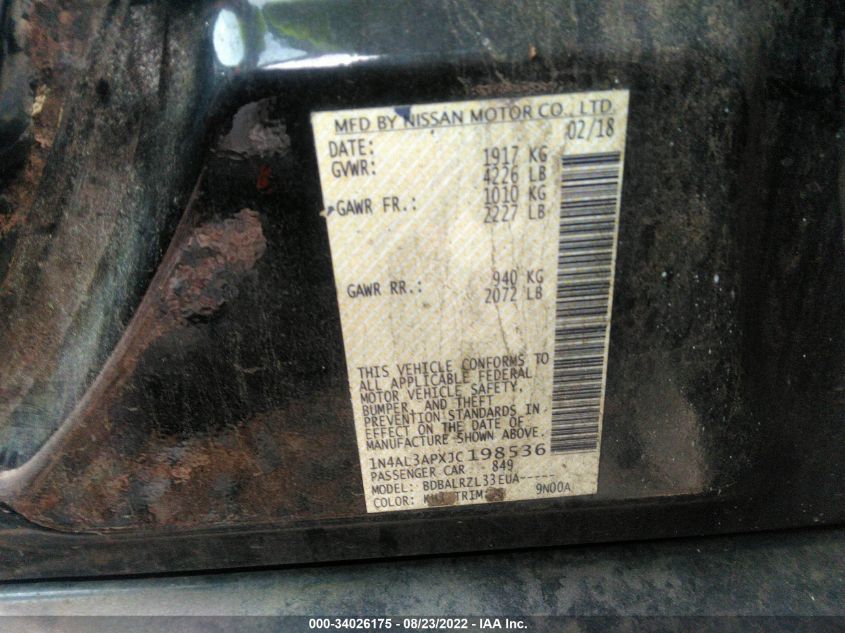 MFD BY NISSAN MOTOR CO., LTD.
DATE: 02/18
GVWR: 1917 KG
4226 LB
GAWR FR.: 1010 KG
2227 LB
GAWR RR.: 940 KG
2072 LB
THIS VEHICLE CONFORMS TO
ALL APPLICABLE FEDERAL
MOTOR VEHICLE SAFETY,
BUMPER, AND THEFT
PREVENTION STANDARDS IN
EFFECT ON THE DATE OF
MANUFACTURE SHOWN ABOVE.
1N4AL3APXJC198536
PASSENGER CAR 849
MODEL: BDBALRZL33EUA-----
COLOR: TRIM: 9N00A
000-34026175 - 08/23/2022 - IAA Inc.